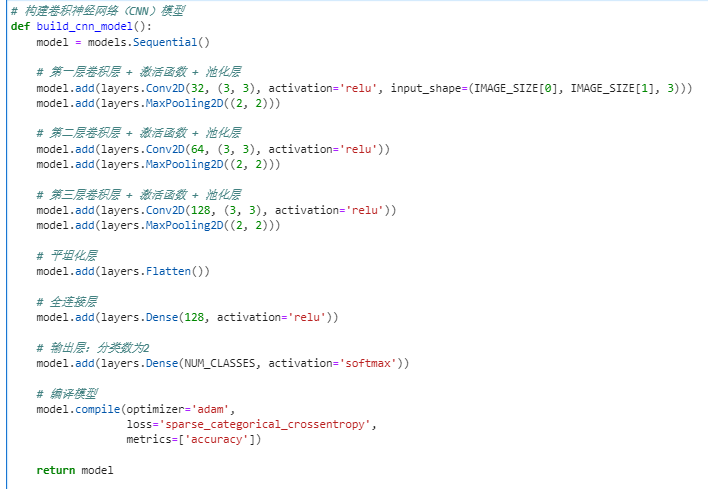 # 构建卷积神经网络（CNN）模型
def build_cnn_model():
    model = models.Sequential()

    # 第一层卷积层 + 激活函数 + 池化层
    model.add(layers.Conv2D(32, (3, 3), activation='relu', input_shape=(IMAGE_SIZE[0], IMAGE_SIZE[1], 3)))
    model.add(layers.MaxPooling2D((2, 2)))

    # 第二层卷积层 + 激活函数 + 池化层
    model.add(layers.Conv2D(64, (3, 3), activation='relu'))
    model.add(layers.MaxPooling2D((2, 2)))

    # 第三层卷积层 + 激活函数 + 池化层
    model.add(layers.Conv2D(128, (3, 3), activation='relu'))
    model.add(layers.MaxPooling2D((2, 2)))

    # 平坦化层
    model.add(layers.Flatten())

    # 全连接层
    model.add(layers.Dense(128, activation='relu'))

    # 输出层：分类数为2
    model.add(layers.Dense(NUM_CLASSES, activation='softmax'))

    # 编译模型
    model.compile(optimizer='adam',
                  loss='sparse_categorical_crossentropy',
                  metrics=['accuracy'])

    return model